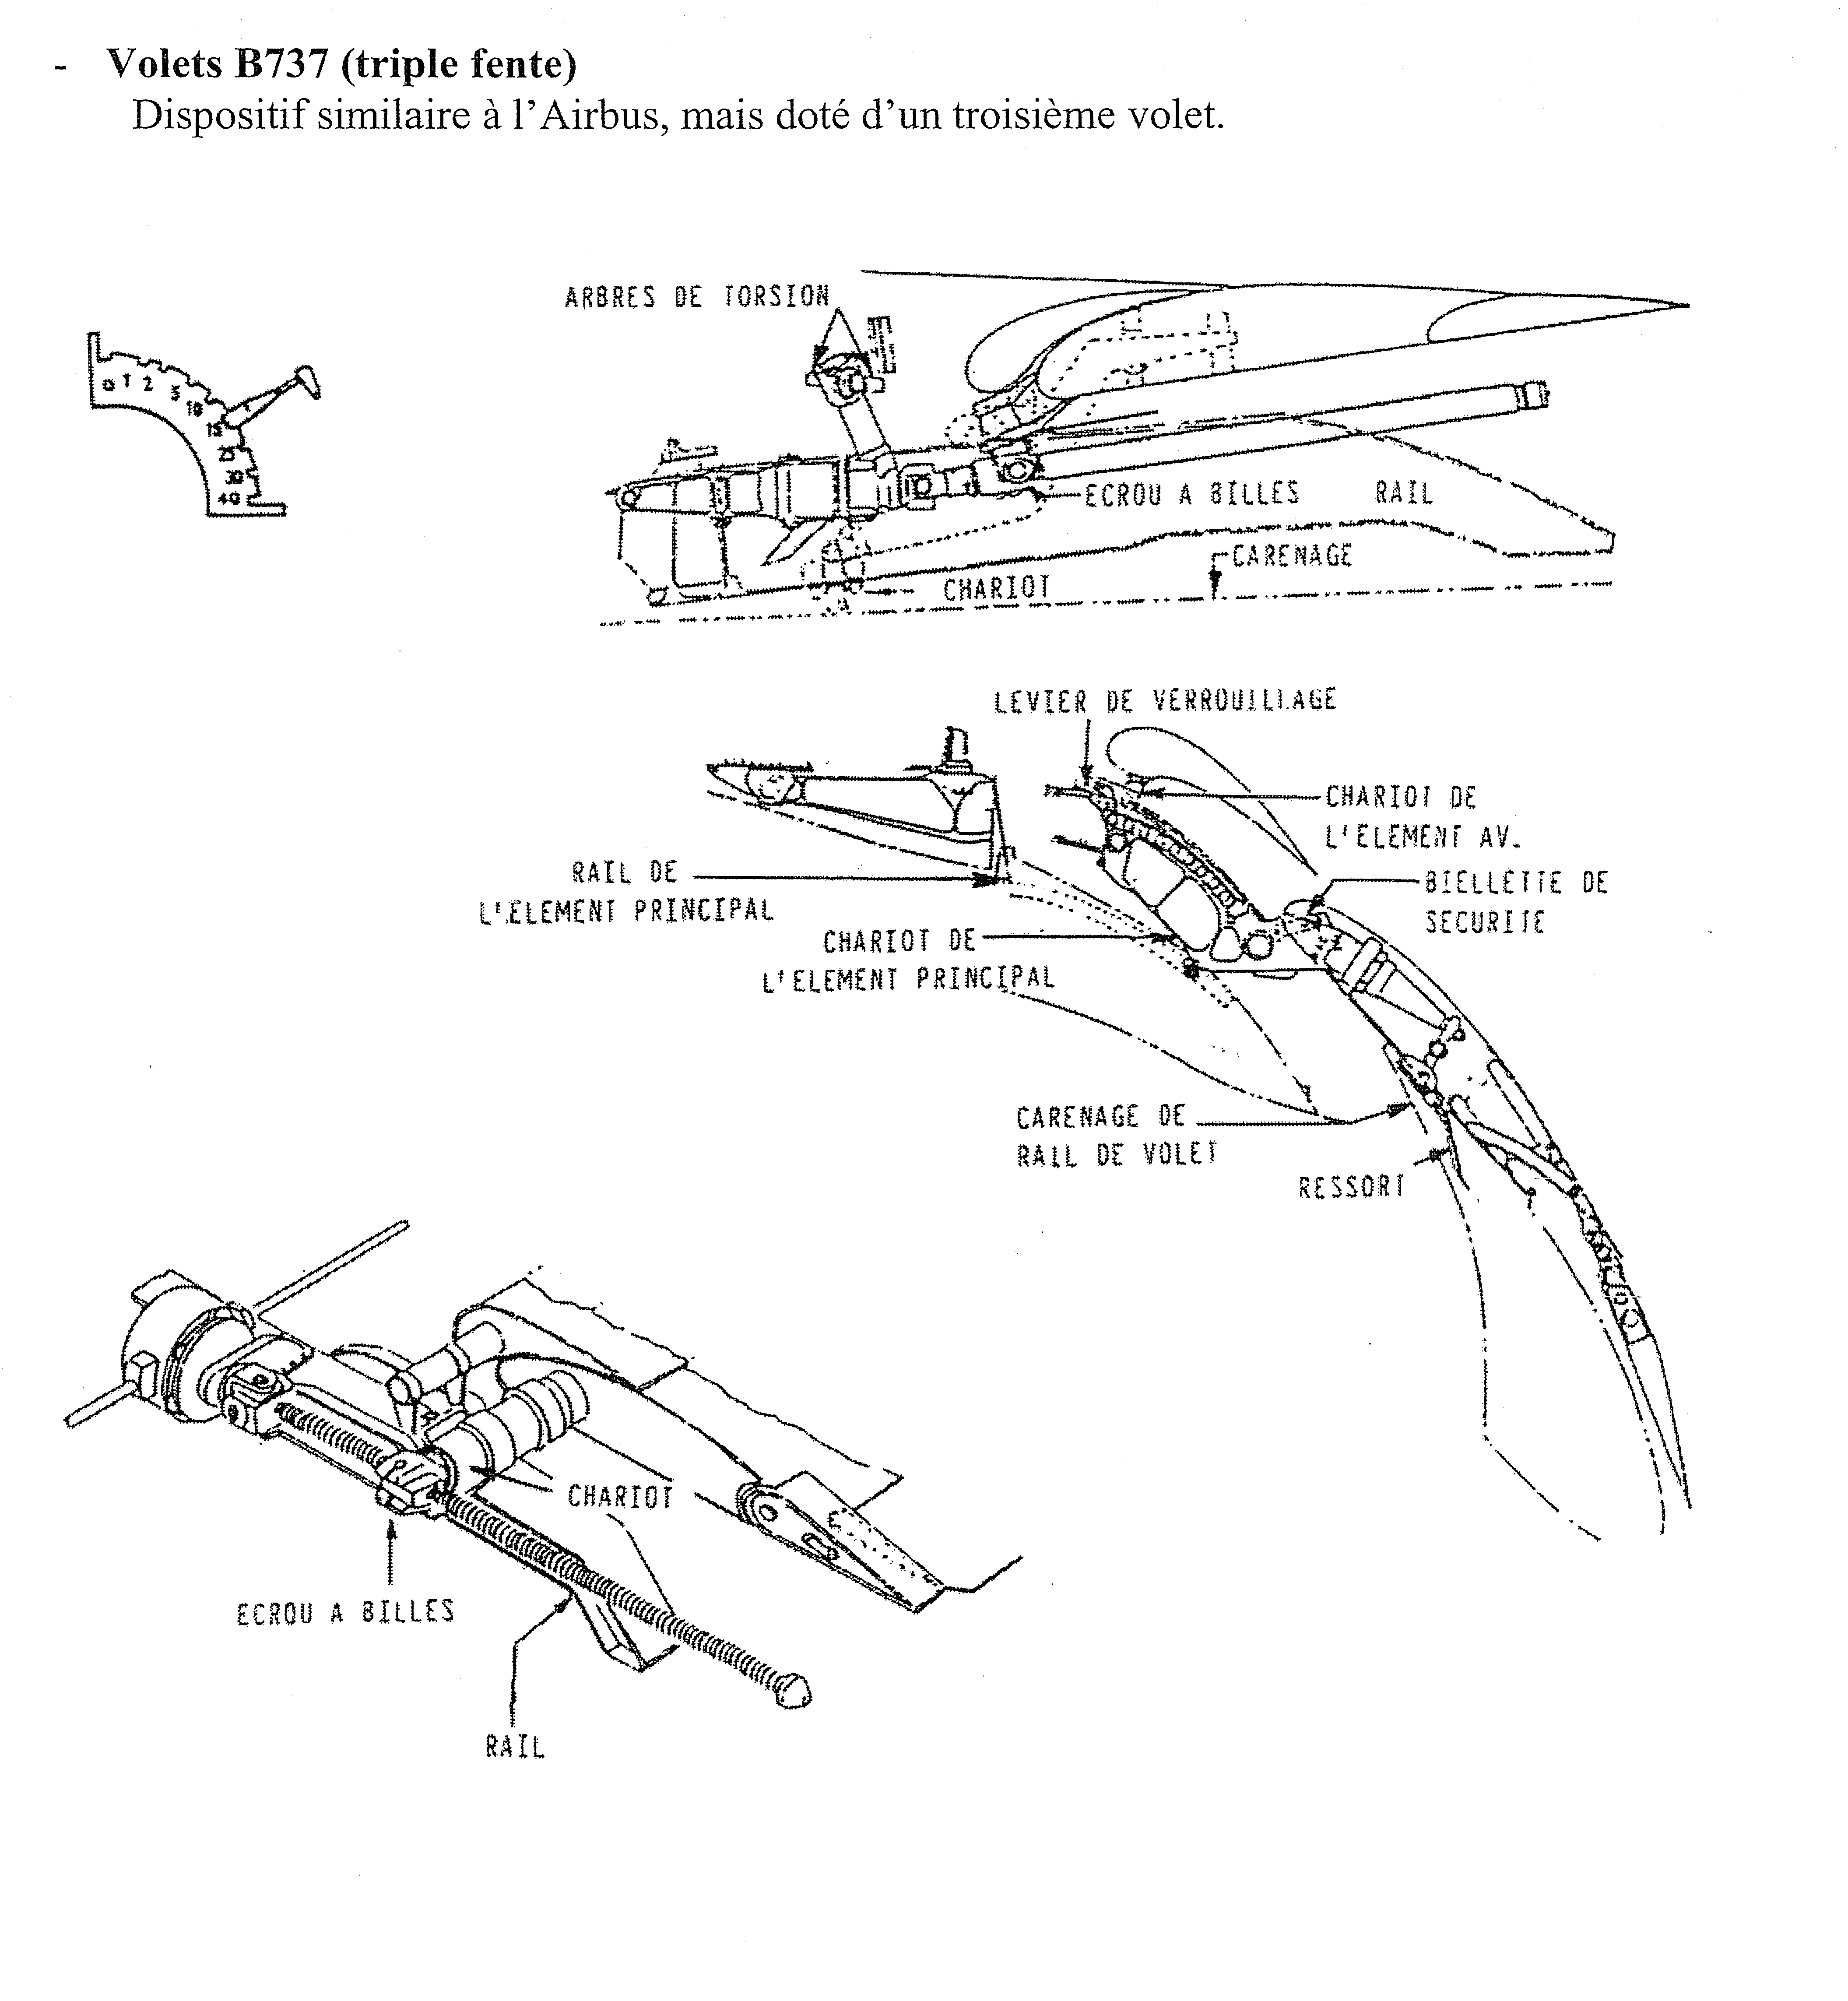 - Volets B737 (triple fente)
Dispositif similaire à l’Airbus, mais doté d’un troisième volet.
ARBRES DE TORSION
0 1 2 5 10 15 25 30 40
ECROU A BILLES
RAIL
CARENAGE
CHARIOT
LEVIER DE VERROUILLAGE
CHARIOT DE
L'ELEMENT AV.
RAIL DE
L'ELEMENT PRINCIPAL
BIELLETTE DE
SECURITE
CHARIOT DE
L'ELEMENT PRINCIPAL
CARENAGE DE
RAIL DE VOLET
RESSORT
CHARIOT
ECROU A BILLES
RAIL